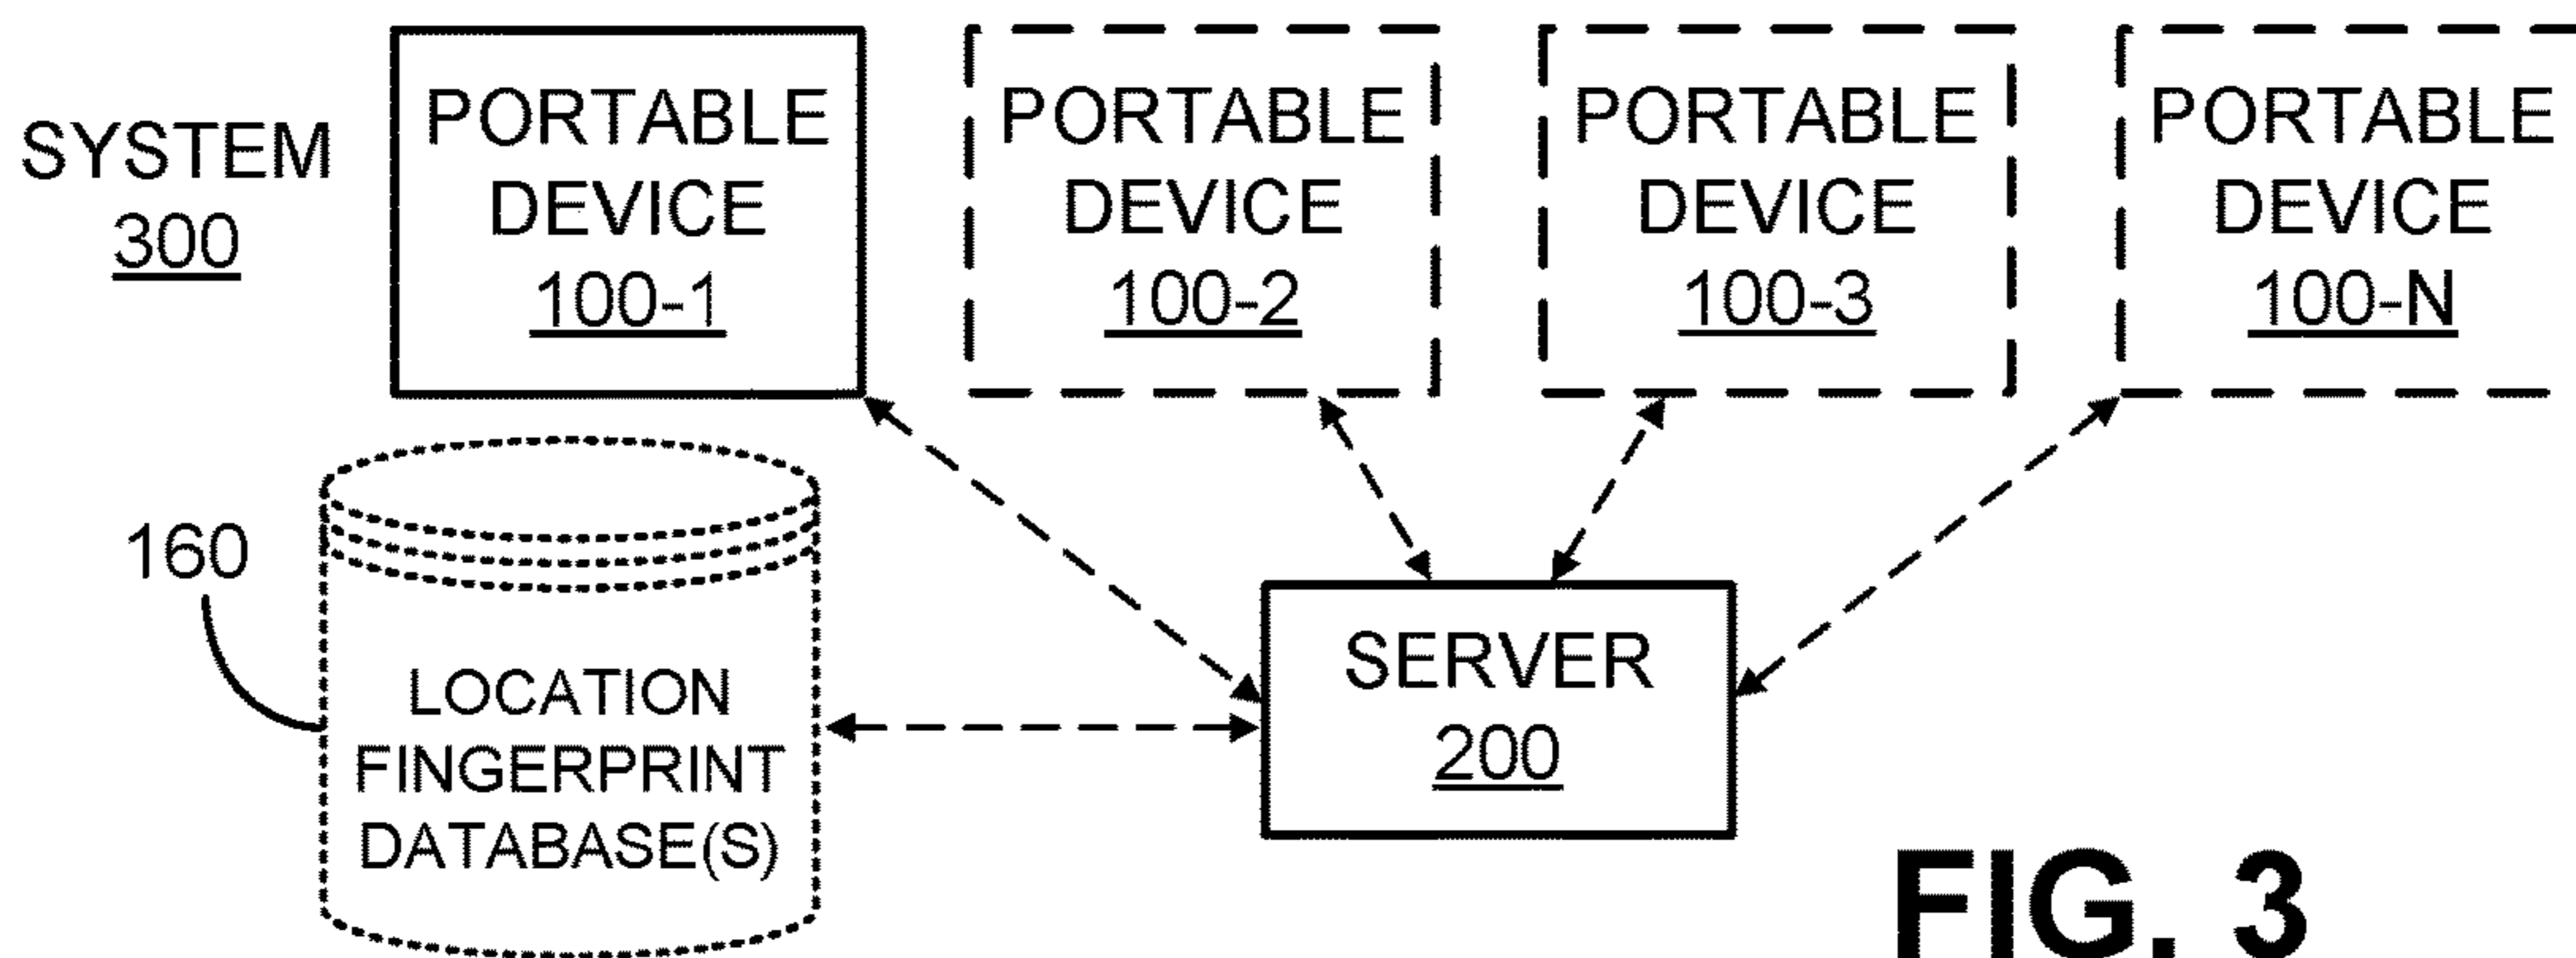 SYSTEM
300
PORTABLE
DEVICE
100-1
PORTABLE
DEVICE
100-2
PORTABLE
DEVICE
100-3
PORTABLE
DEVICE
100-N
160
LOCATION
FINGERPRINT
DATABASE(S)
SERVER
200
FIG. 3